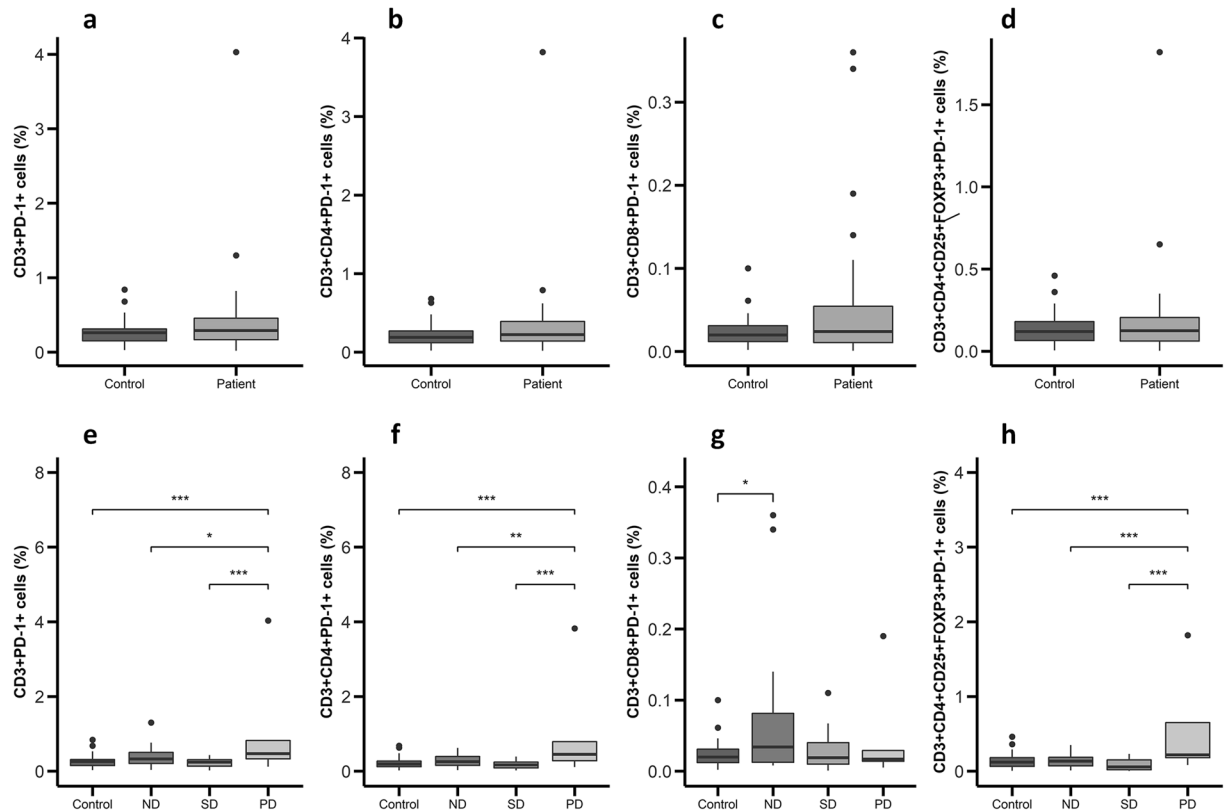 a
CD3+PD-1+ cells (%)
4
3
2
1
0
Control Patient
b
CD3+CD4+PD-1+ cells (%)
4
3
2
1
0
Control Patient
c
CD3+CD8+PD-1+ cells (%)
0.3
0.2
0.1
0.0
Control Patient
d
CD3+CD4+CD25+FOXP3+PD-1+ cells (%)
1.5
1.0
0.5
0.0
Control Patient
e
CD3+PD-1+ cells (%)
8
6
4
2
0
***
*
***
Control ND SD PD
f
CD3+CD4+PD-1+ cells (%)
8
6
4
2
0
***
**
***
Control ND SD PD
g
CD3+CD8+PD-1+ cells (%)
0.4
0.3
0.2
0.1
0.0
*
Control ND SD PD
h
CD3+CD4+CD25+FOXP3+PD-1+ cells (%)
4
3
2
1
0
***
***
***
Control ND SD PD